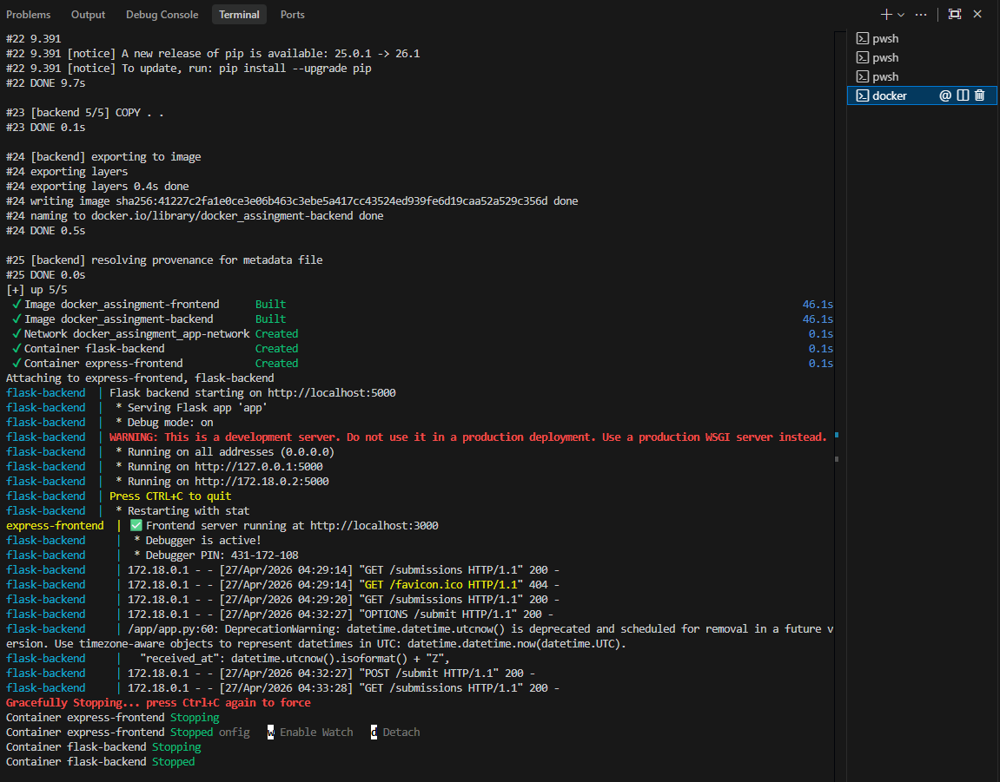 Problems Output Debug Console Terminal Ports
#22 9.391
#22 9.391 [notice] A new release of pip is available: 25.0.1 -> 26.1
#22 9.391 [notice] To update, run: pip install --upgrade pip
#22 DONE 9.7s
#23 [backend 5/5] COPY . .
#23 DONE 0.1s
#24 [backend] exporting to image
#24 exporting layers
#24 exporting layers 0.4s done
#24 writing image sha256:41227c2fa1e0ce3e06b463c3ebe5a417cc43524ed939fe6d19caa52a529c356d done
#24 naming to docker.io/library/docker_assingment-backend done
#24 DONE 0.5s
#25 [backend] resolving provenance for metadata file
#25 DONE 0.0s
[+] up 5/5
✓ Image docker_assingment-frontend Built 46.1s
✓ Image docker_assingment-backend Built 46.1s
✓ Network docker_assingment_app-network Created 0.1s
✓ Container flask-backend Created 0.1s
✓ Container express-frontend Created 0.1s
Attaching to express-frontend, flask-backend
flask-backend | Flask backend starting on http://localhost:5000
flask-backend | * Serving Flask app 'app'
flask-backend | * Debug mode: on
flask-backend | WARNING: This is a development server. Do not use it in a production deployment. Use a production WSGI server instead.
flask-backend | * Running on all addresses (0.0.0.0)
flask-backend | * Running on http://127.0.0.1:5000
flask-backend | * Running on http://172.18.0.2:5000
flask-backend | Press CTRL+C to quit
flask-backend | * Restarting with stat
express-frontend | ✅ Frontend server running at http://localhost:3000
flask-backend | * Debugger is active!
flask-backend | * Debugger PIN: 431-172-108
flask-backend | 172.18.0.1 - - [27/Apr/2026 04:29:14] "GET /submissions HTTP/1.1" 200 -
flask-backend | 172.18.0.1 - - [27/Apr/2026 04:29:14] "GET /favicon.ico HTTP/1.1" 404 -
flask-backend | 172.18.0.1 - - [27/Apr/2026 04:29:20] "GET /submissions HTTP/1.1" 200 -
flask-backend | 172.18.0.1 - - [27/Apr/2026 04:32:27] "OPTIONS /submit HTTP/1.1" 200 -
flask-backend | /app/app.py:60: DeprecationWarning: datetime.datetime.utcnow() is deprecated and scheduled for removal in a future v
ersion. Use timezone-aware objects to represent datetimes in UTC: datetime.datetime.now(datetime.UTC).
flask-backend | "received_at": datetime.utcnow().isoformat() + "Z",
flask-backend | 172.18.0.1 - - [27/Apr/2026 04:32:27] "POST /submit HTTP/1.1" 200 -
flask-backend | 172.18.0.1 - - [27/Apr/2026 04:33:28] "GET /submissions HTTP/1.1" 200 -
Gracefully Stopping... press Ctrl+C again to force
Container express-frontend Stopping
Container express-frontend Stopped onfig w Enable Watch d Detach
Container flask-backend Stopping
Container flask-backend Stopped
pwsh
pwsh
pwsh
docker @